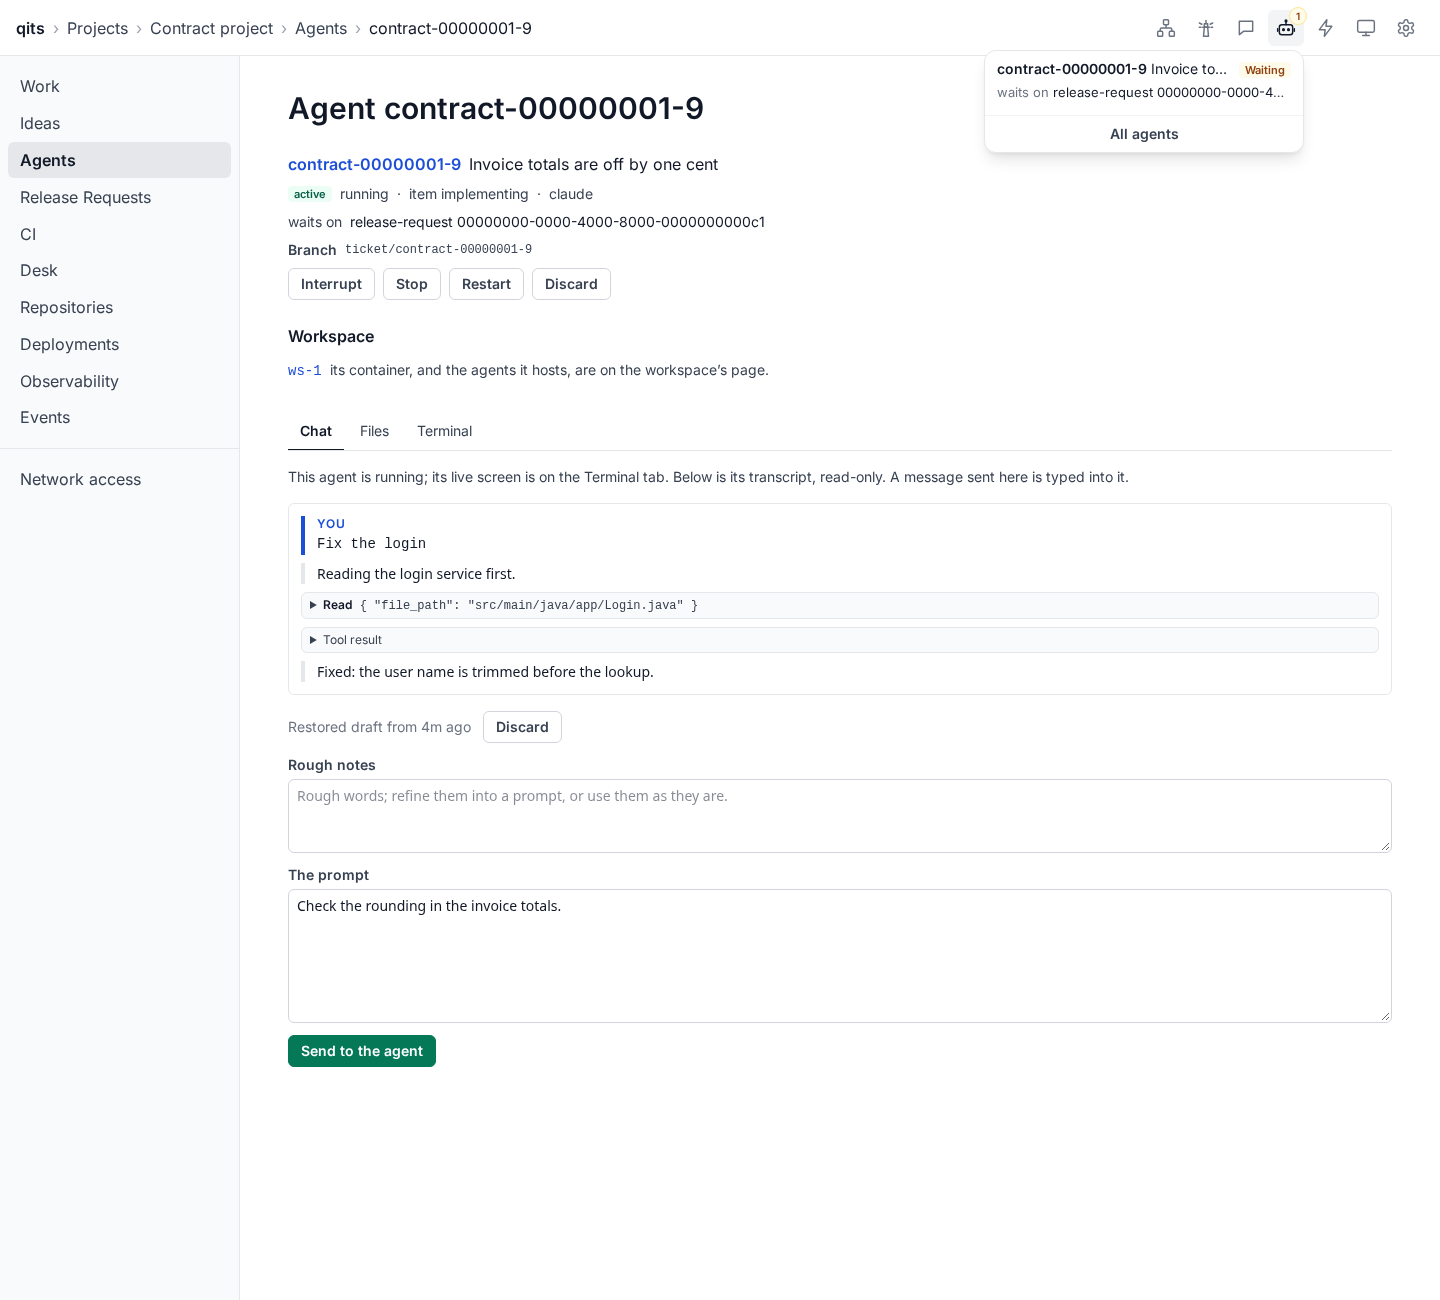 qits › Projects › Contract project › Agents › contract-00000001-9
1
contract-00000001-9 Invoice to... Waiting
waits on release-request 00000000-0000-4...
All agents
Work
Ideas
Agents
Release Requests
CI
Desk
Repositories
Deployments
Observability
Events
Network access
Agent contract-00000001-9
contract-00000001-9 Invoice totals are off by one cent
active running · item implementing · claude
waits on release-request 00000000-0000-4000-8000-0000000000c1
Branch ticket/contract-00000001-9
Interrupt Stop Restart Discard
Workspace
ws-1 its container, and the agents it hosts, are on the workspace’s page.
Chat Files Terminal
This agent is running; its live screen is on the Terminal tab. Below is its transcript, read-only. A message sent here is typed into it.
YOU
Fix the login
Reading the login service first.
Read { "file_path": "src/main/java/app/Login.java" }
Tool result
Fixed: the user name is trimmed before the lookup.
Restored draft from 4m ago Discard
Rough notes
Rough words; refine them into a prompt, or use them as they are.
The prompt
Check the rounding in the invoice totals.
Send to the agent